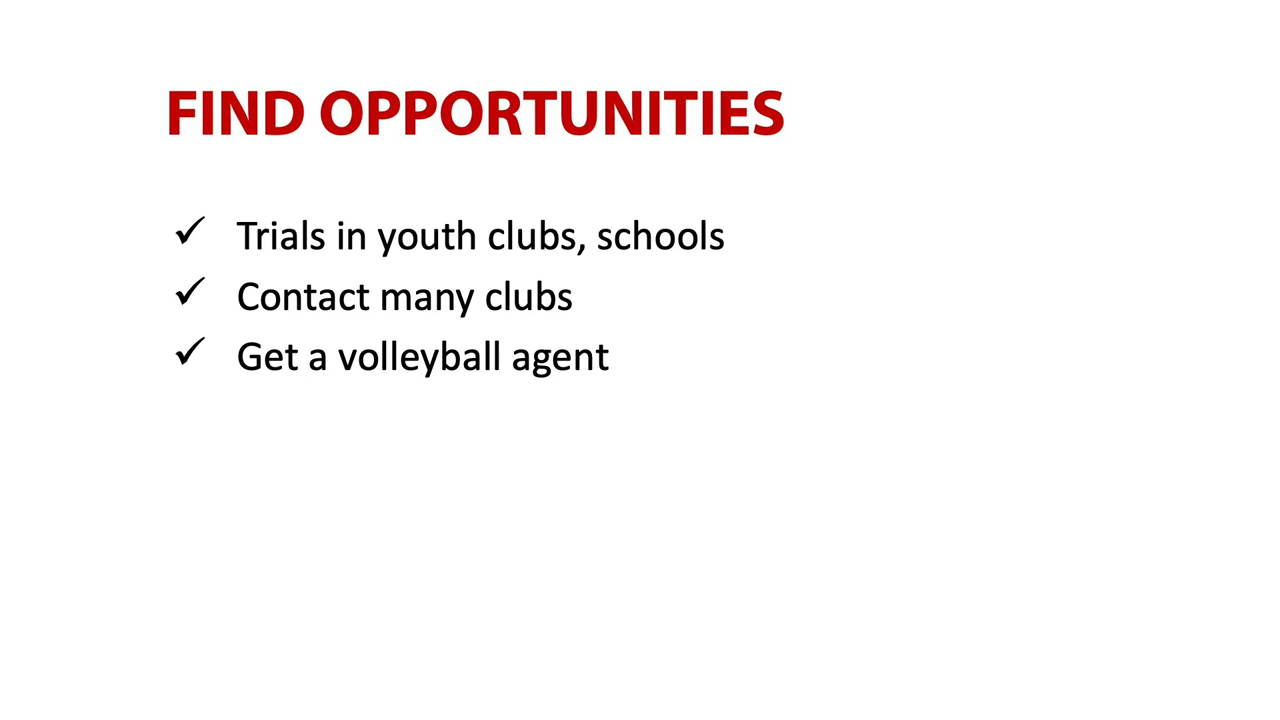 FIND OPPORTUNITIES
✓ Trials in youth clubs, schools
✓ Contact many clubs
✓ Get a volleyball agent